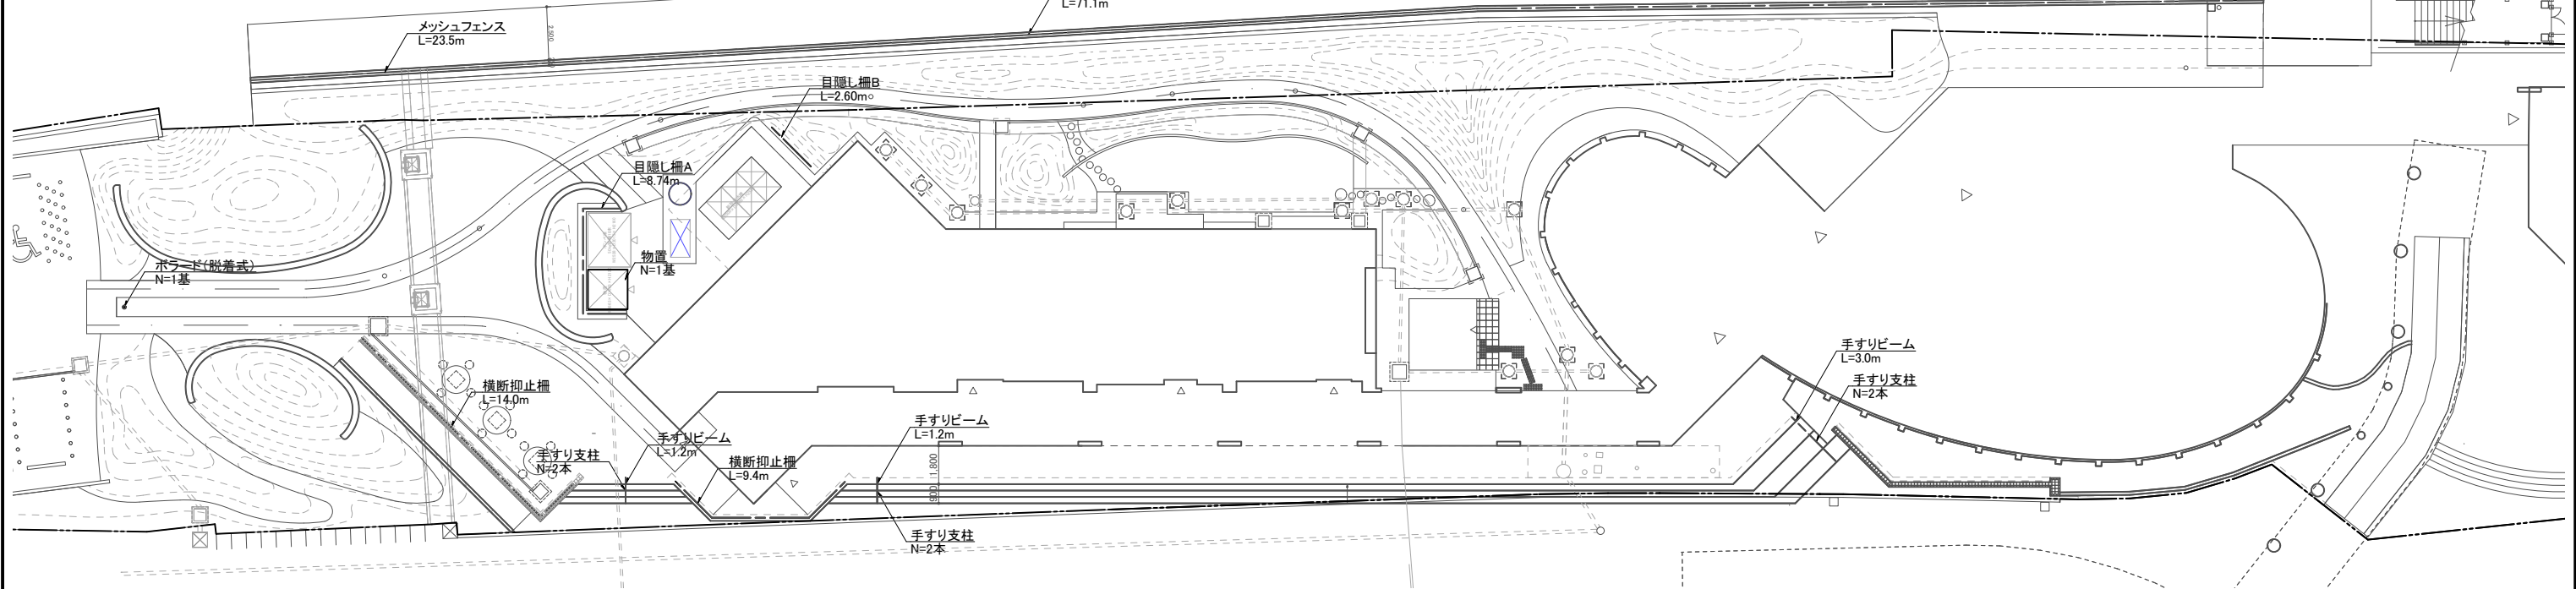 L=71.1m
メッシュフェンス
L=23.5m
2,500
目隠し柵B
L=2.60m
目隠し柵A
L=8.74m
物置
N=1基
ボラード(脱着式)
N=1基
手すりビーム
L=3.0m
手すり支柱
N=2本
横断抑止柵
L=14.0m
手すりビーム
L=1.2m
手すりビーム
L=1.2m
手すり支柱
N=2本
横断抑止柵
L=9.4m
1,800
900
手すり支柱
N=2本